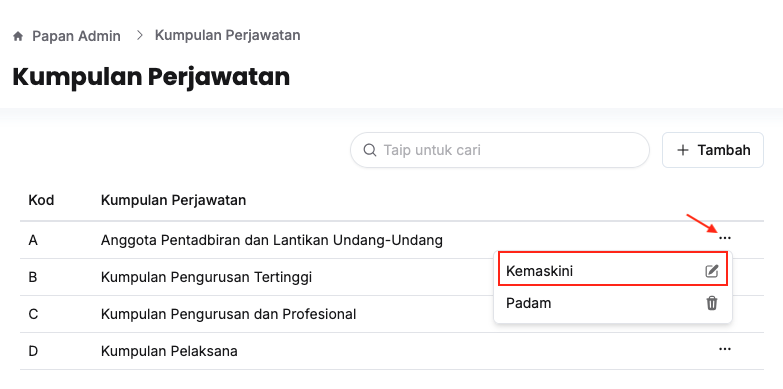 Papan Admin > Kumpulan Perjawatan
Kumpulan Perjawatan
Taip untuk cari
+ Tambah
Kod Kumpulan Perjawatan
A Anggota Pentadbiran dan Lantikan Undang-Undang ...
Kemaskini
B Kumpulan Pengurusan Tertinggi
Padam
C Kumpulan Pengurusan dan Profesional
D Kumpulan Pelaksana ...